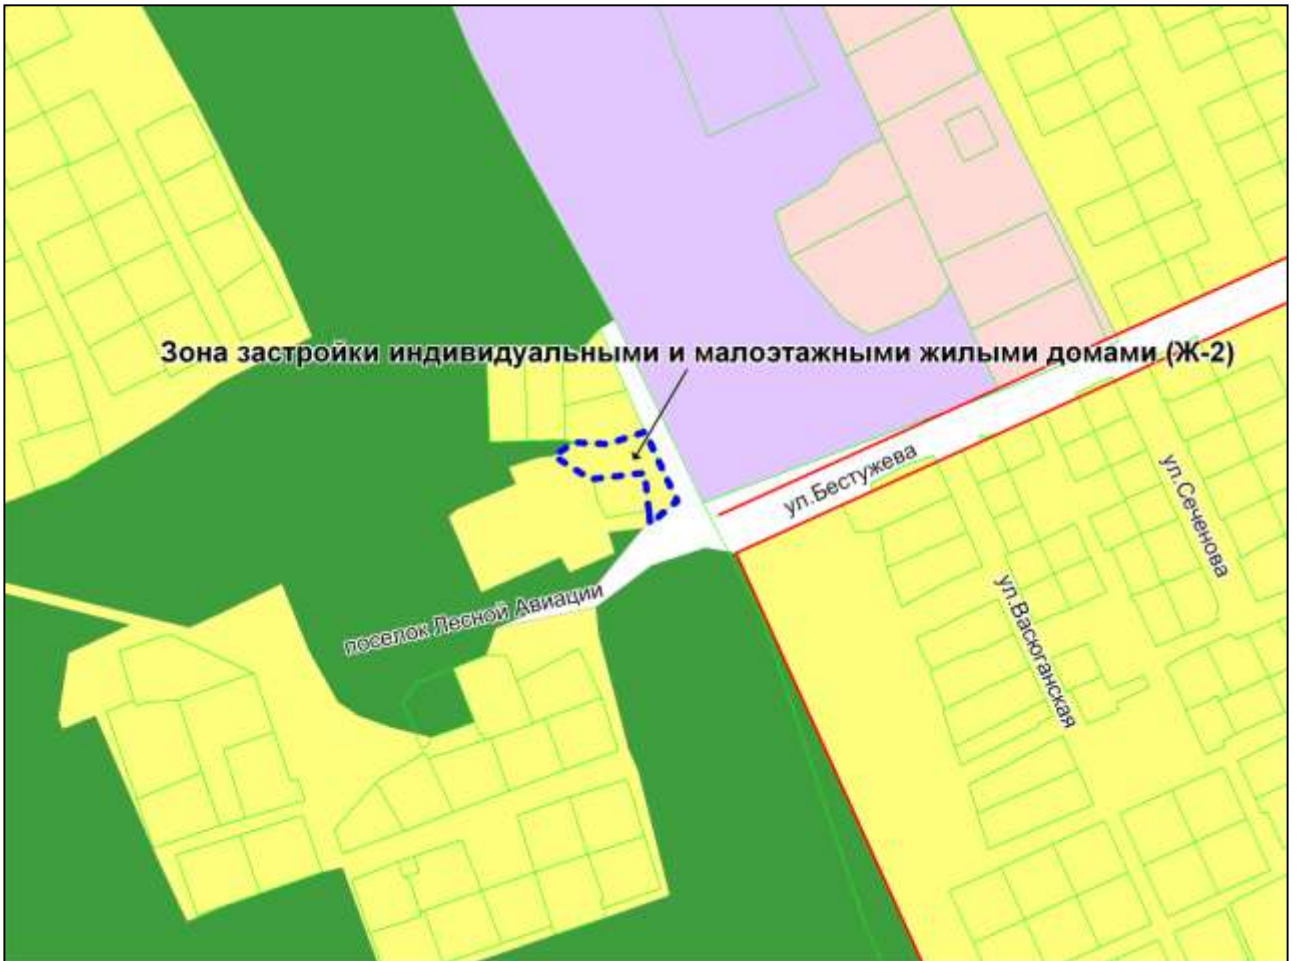 Зона застройки индивидуальными и малоэтажными жилыми домами (Ж-2)
ул.Бестужева
ул.Сеченова
поселок Лесной Авиации
ул.Васюганская